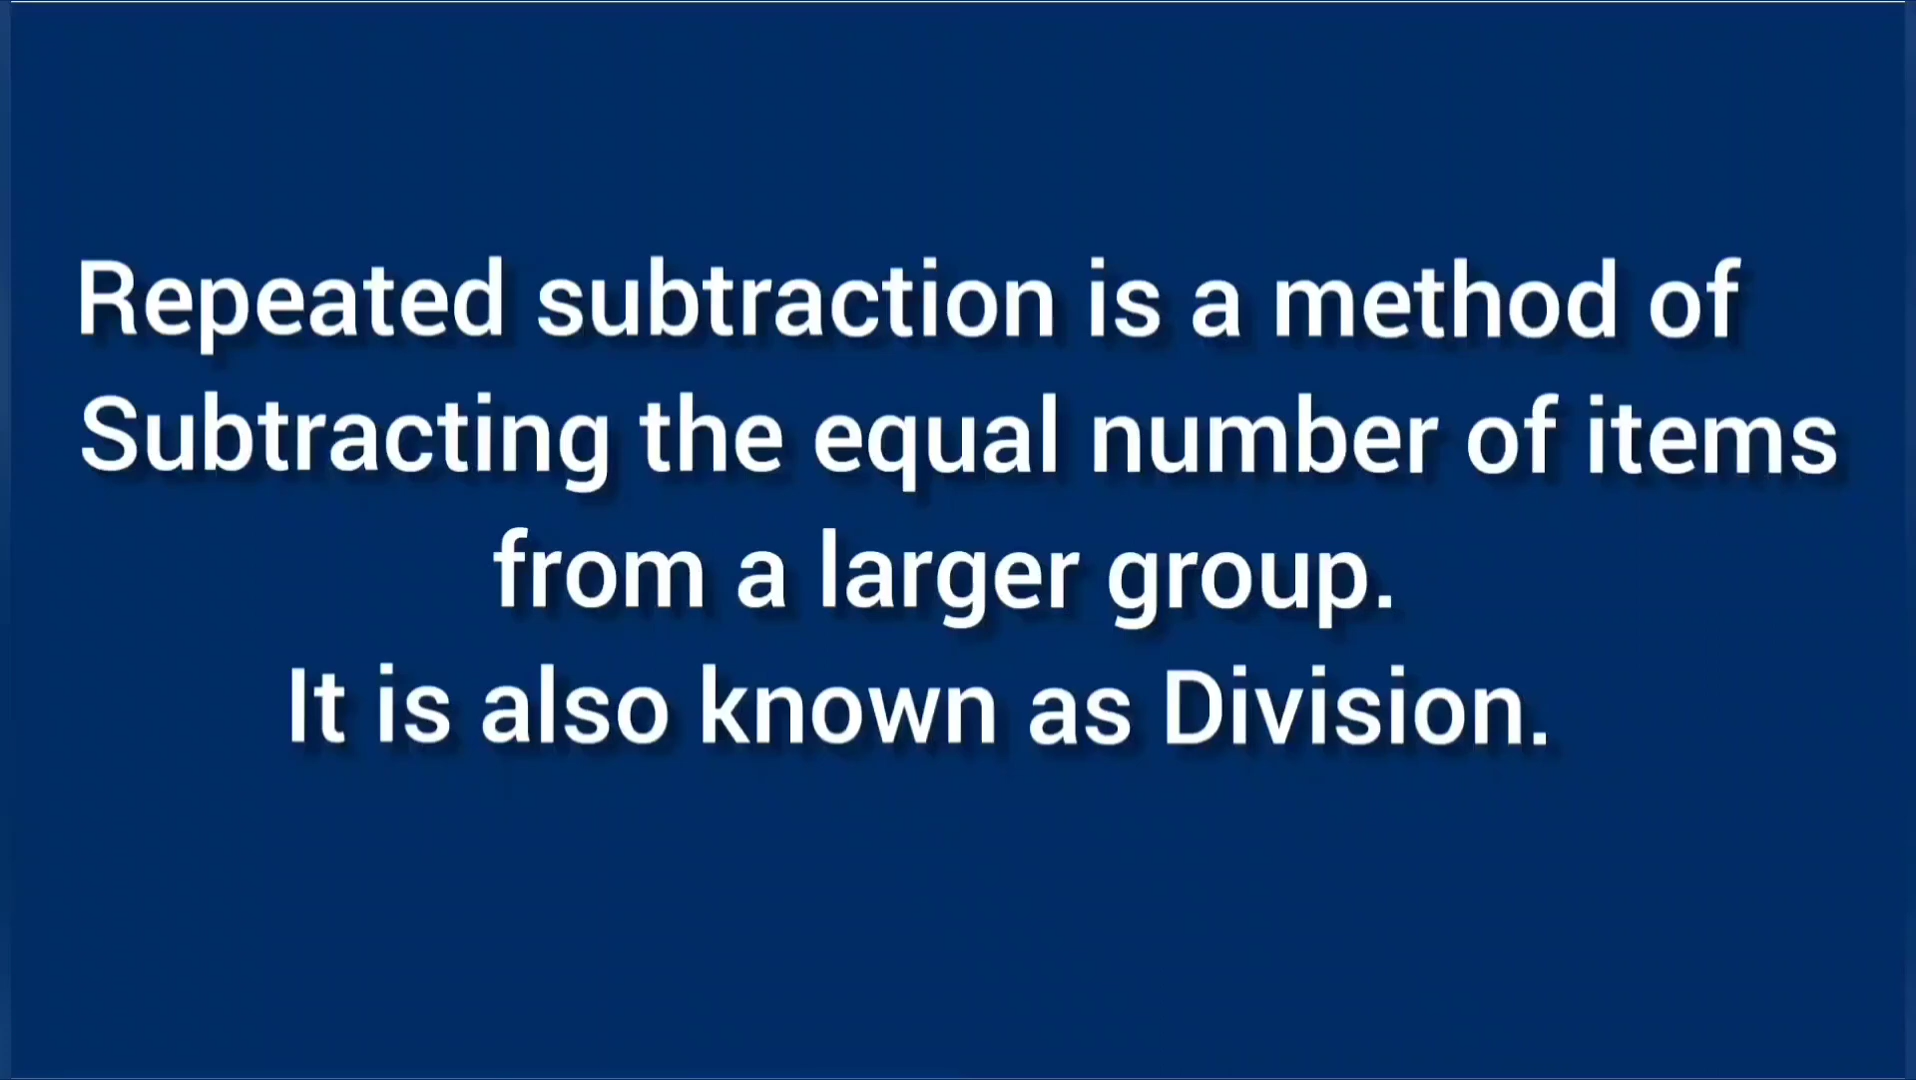 Repeated subtraction is a method of
Subtracting the equal number of items
from a larger group.
It is also known as Division.